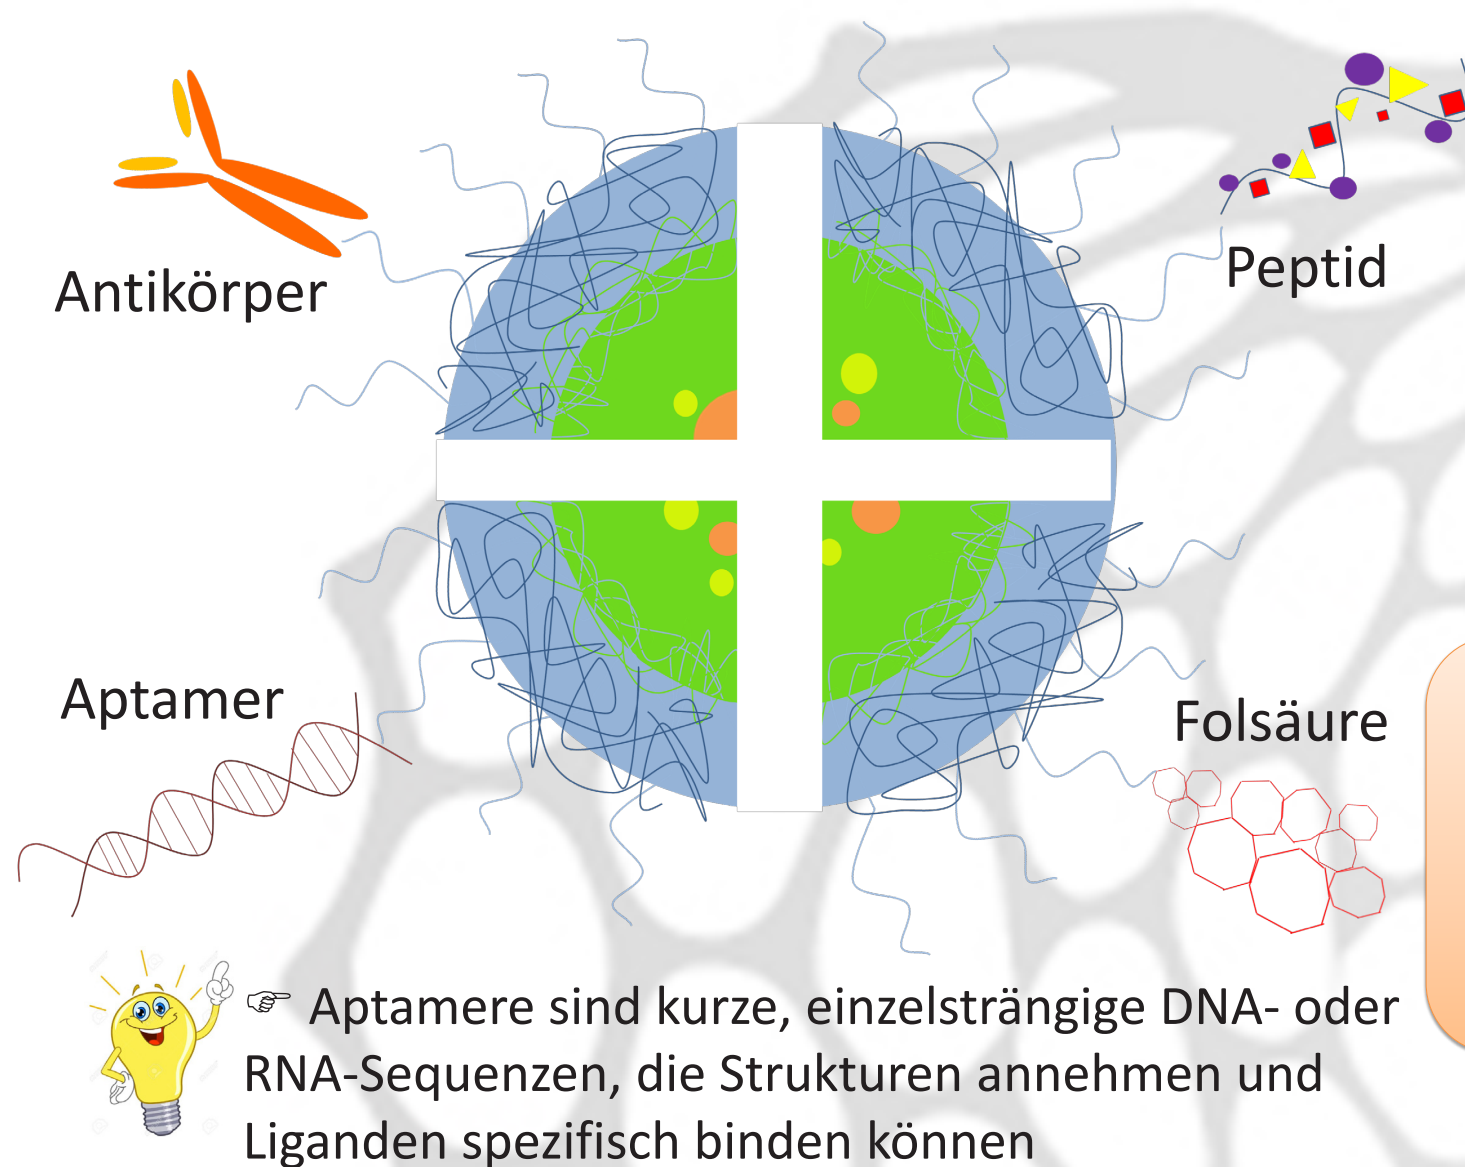 Antikörper
Peptid
Aptamer
Folsäure
☞ Aptamere sind kurze, einzelsträngige DNA- oder
RNA-Sequenzen, die Strukturen annehmen und
Liganden spezifisch binden können